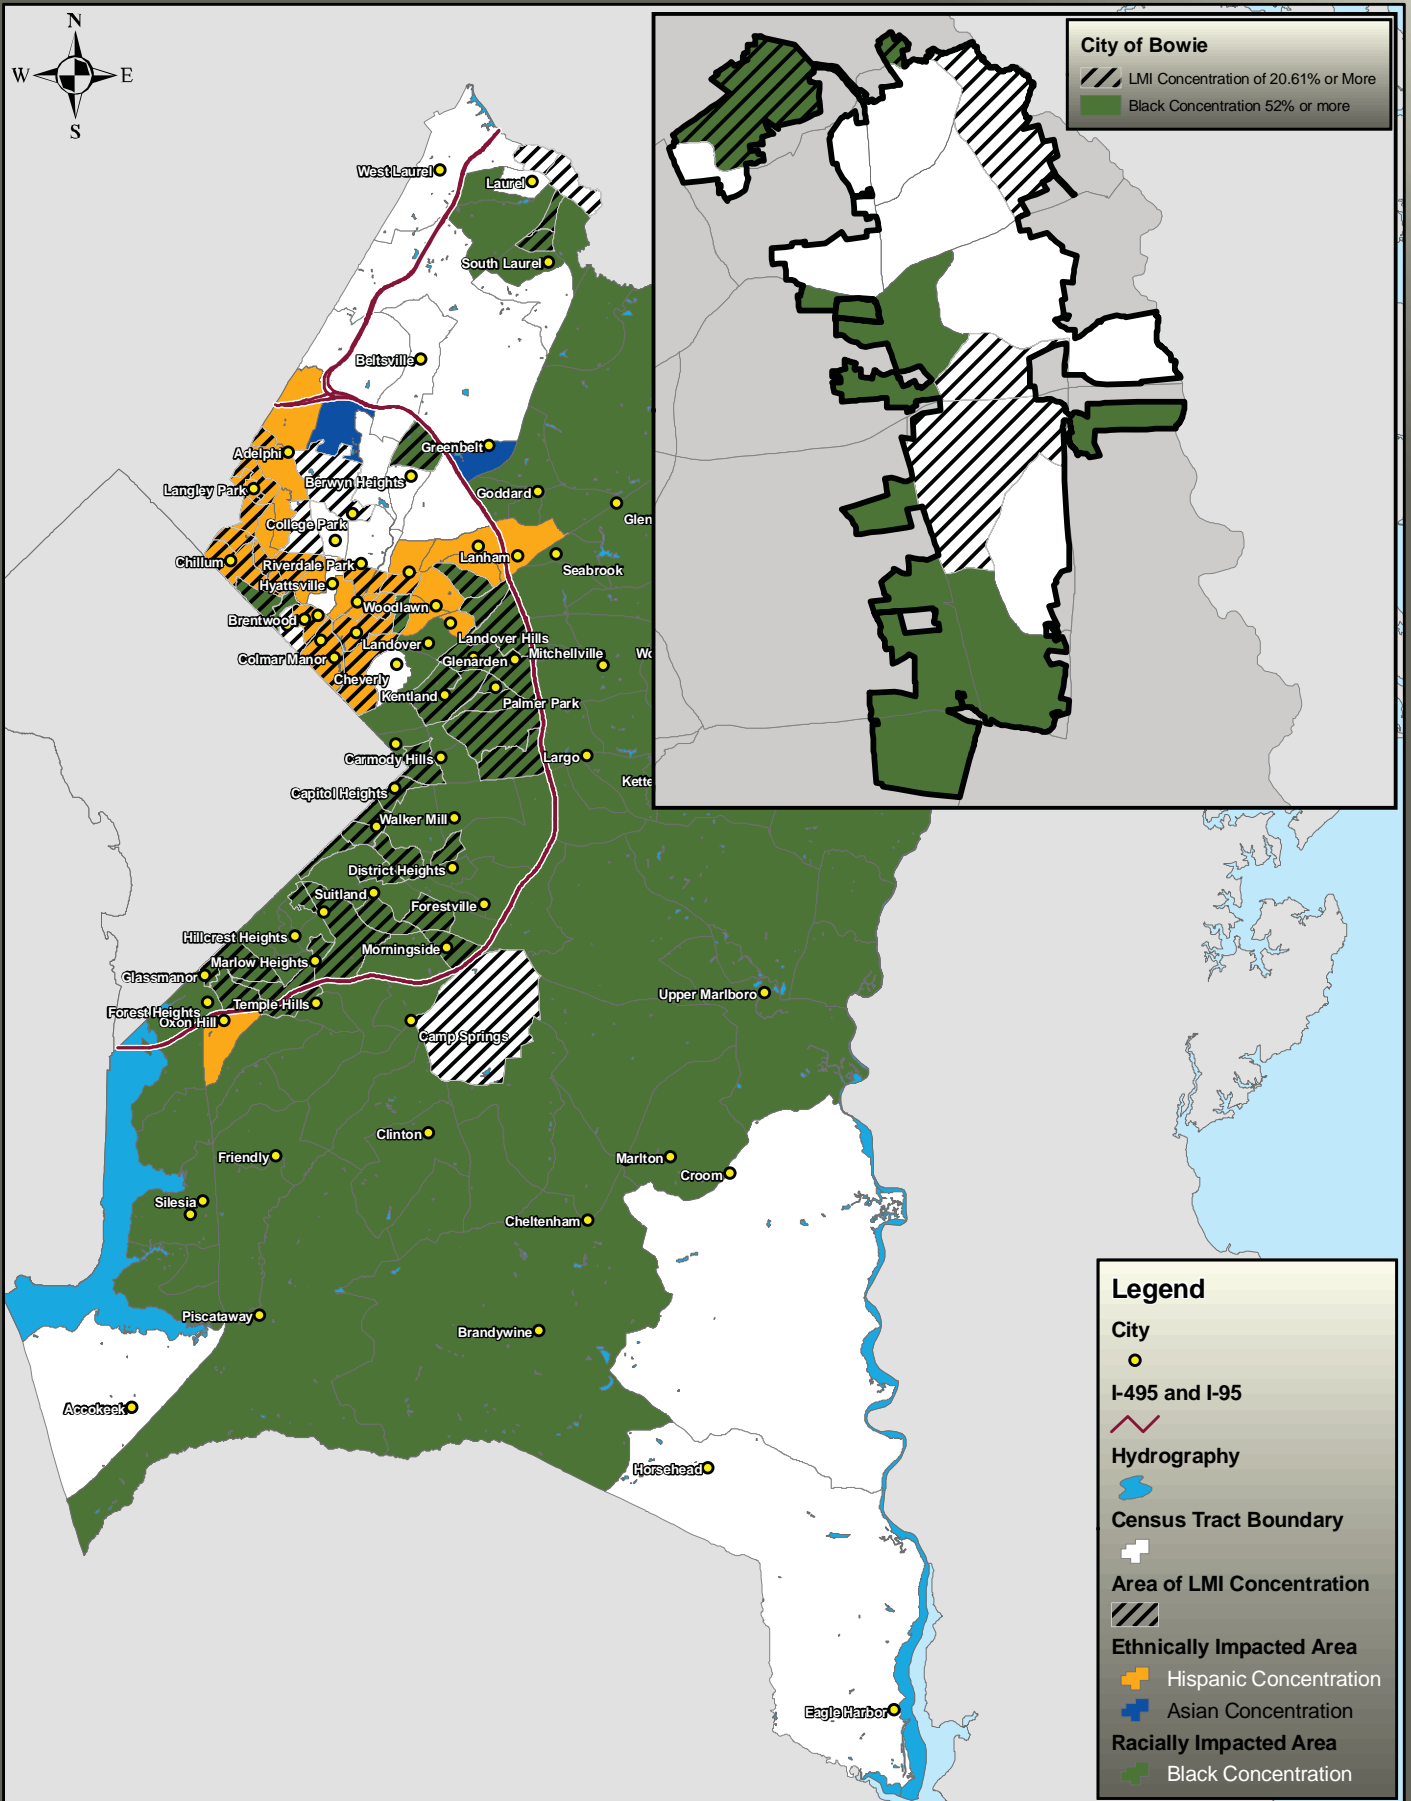 N
W
E
S
City of Bowie
LMI Concentration of 20.61% or More
Black Concentration 52% or more
West Laurel
Laurel
South Laurel
Beltsville
Greenbelt
Adelphi
Berwyn Heights
Langley Park
Goddard
Glen
College Park
Lanham
Chillum
Riverdale Park
Seabrook
Hyattsville
Woodlawn
Brentwood
Landover Hills
Landover
Mitchellville
Wo
Colmar Manor
Glenarden
Cheverly
Kentland
Palmer Park
Carmody Hills
Largo
Kette
Capitol Heights
Walker Mill
District Heights
Suitland
Forestville
Hillcrest Heights
Morningside
Marlow Heights
Glassmanor
Upper Marlboro
Temple Hills
Forest Heights
Oxon Hill
Camp Springs
Clinton
Friendly
Marlton
Croom
Silesia
Cheltenham
Piscataway
Brandywine
Accokeek
Horsehead
Eagle Harbor
Legend
City
I-495 and I-95
Hydrography
Census Tract Boundary
Area of LMI Concentration
Ethnically Impacted Area
Hispanic Concentration
Asian Concentration
Racially Impacted Area
Black Concentration